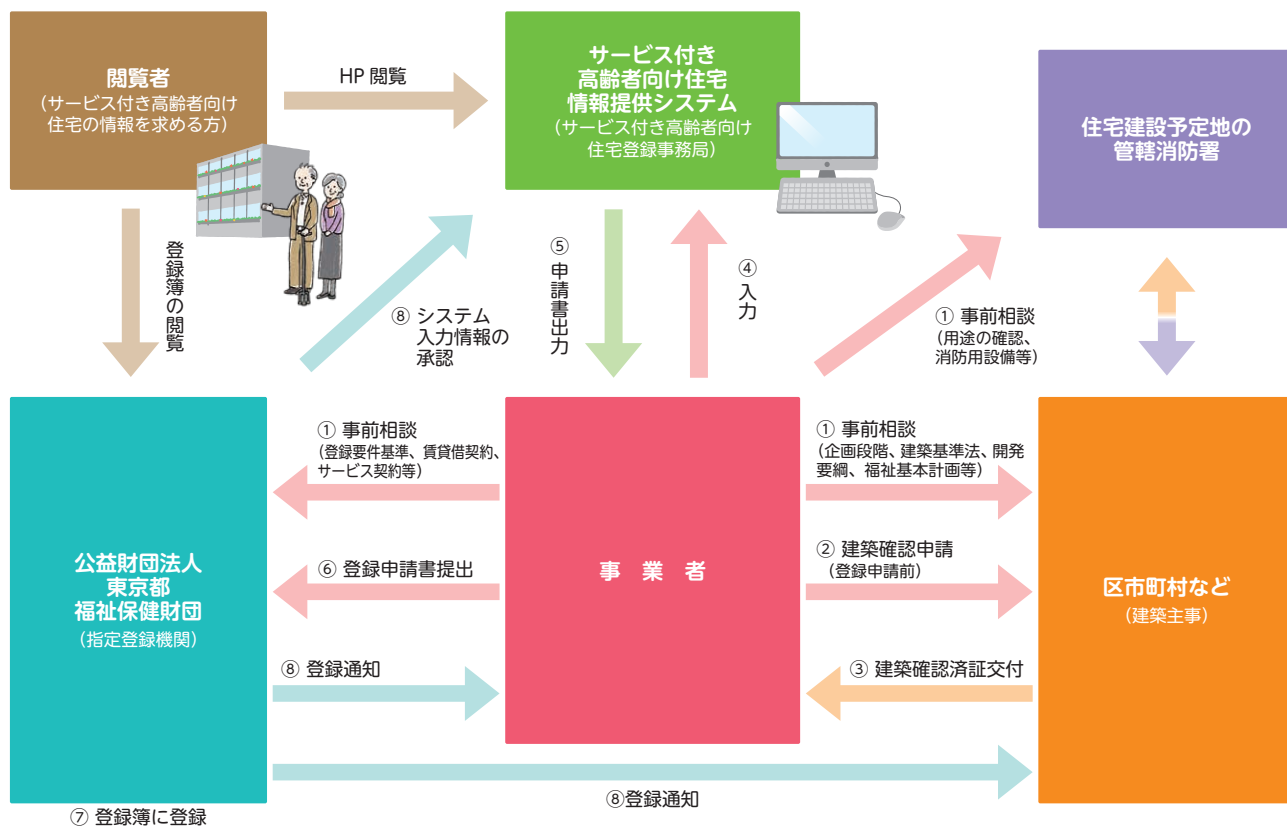 閲覧者
（サービス付き高齢者向け
住宅の情報を求める方）
HP 閲覧
サービス付き
高齢者向け住宅
情報提供システム
（サービス付き高齢者向け
住宅登録事務局）
住宅建設予定地の
管轄消防署
登録簿の閲覧
⑧ システム
入力情報の
承認
⑤ 申請書出力
④ 入力
① 事前相談
（用途の確認、
消防用設備等）
① 事前相談
（登録要件基準、賃貸借契約、
サービス契約等）
① 事前相談
（企画段階、建築基準法、開発
要綱、福祉基本計画等）
公益財団法人
東京都
福祉保健財団
（指定登録機関）
⑥ 登録申請書提出
事 業 者
② 建築確認申請
（登録申請前）
区市町村など
（建築主事）
⑧ 登録通知
③ 建築確認済証交付
⑧登録通知
⑦ 登録簿に登録